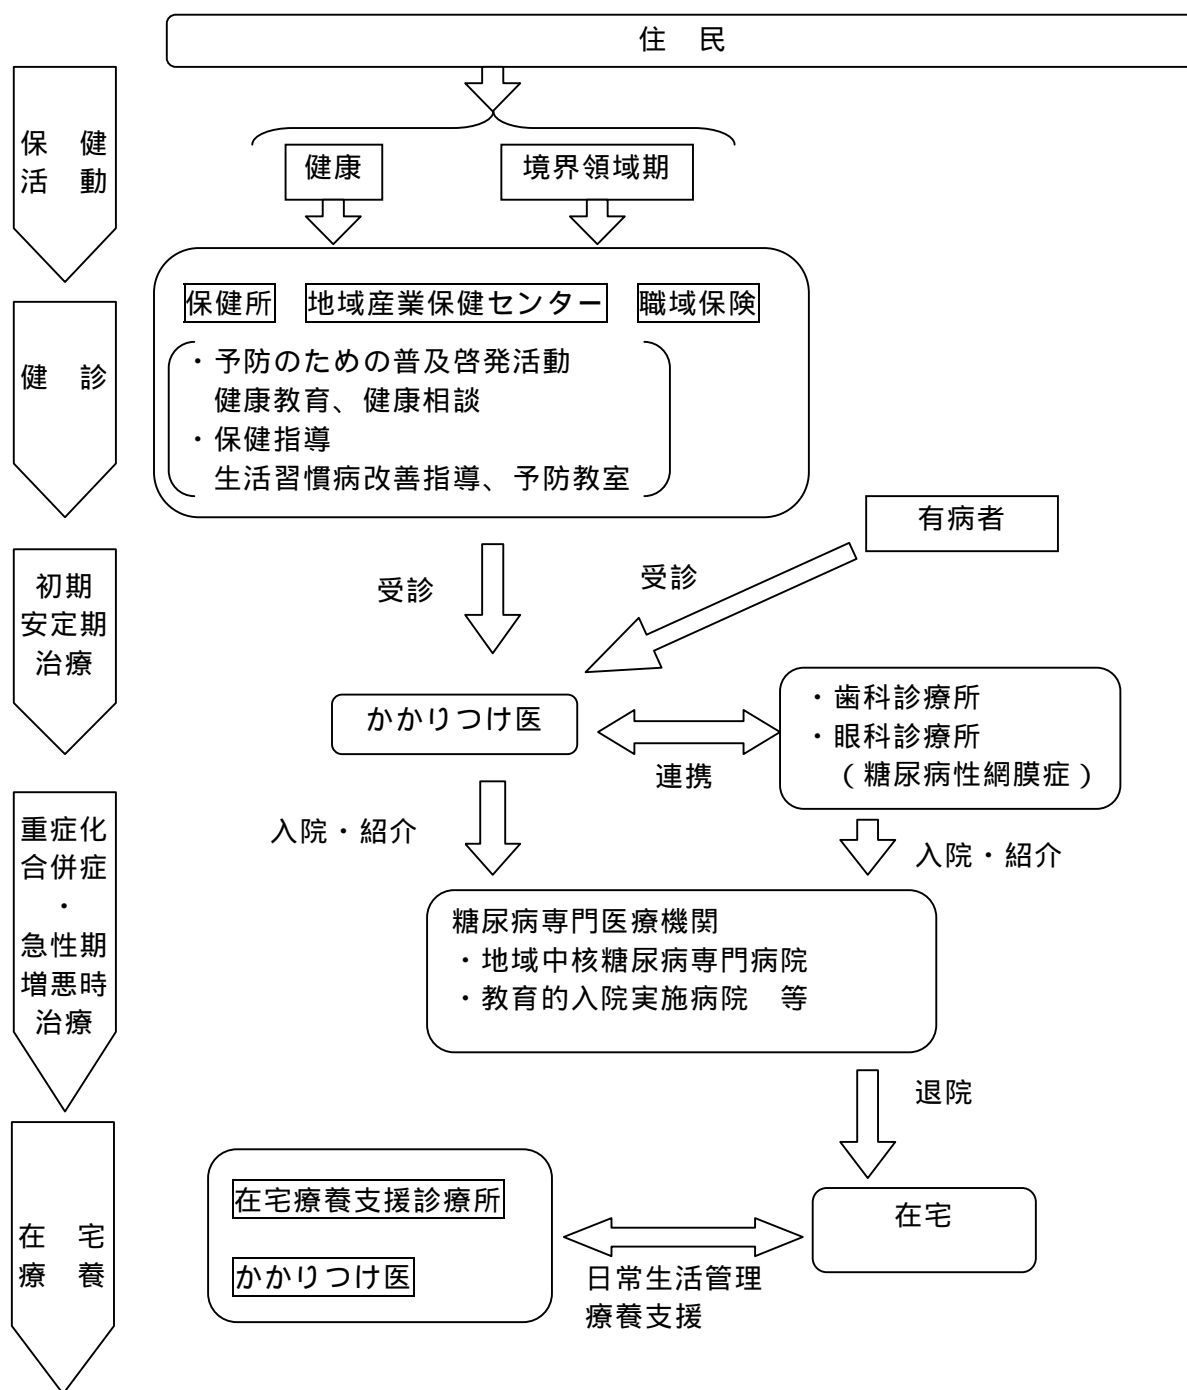 住　民
保　健
活　動
健康
境界領域期
保健所
地域産業保健センター
職域保険
健　診
・予防のための普及啓発活動
健康教育、健康相談
・保健指導
生活習慣病改善指導、予防教室
有病者
初期
安定期
治療
受診
受診
かかりつけ医
連携
・歯科診療所
・眼科診療所
（糖尿病性網膜症）
重症化
合併症
・
急性期
増悪時
治療
入院・紹介
入院・紹介
糖尿病専門医療機関
・地域中核糖尿病専門病院
・教育的入院実施病院　等
退院
在　宅
療　養
在宅療養支援診療所
かかりつけ医
日常生活管理
療養支援
在宅